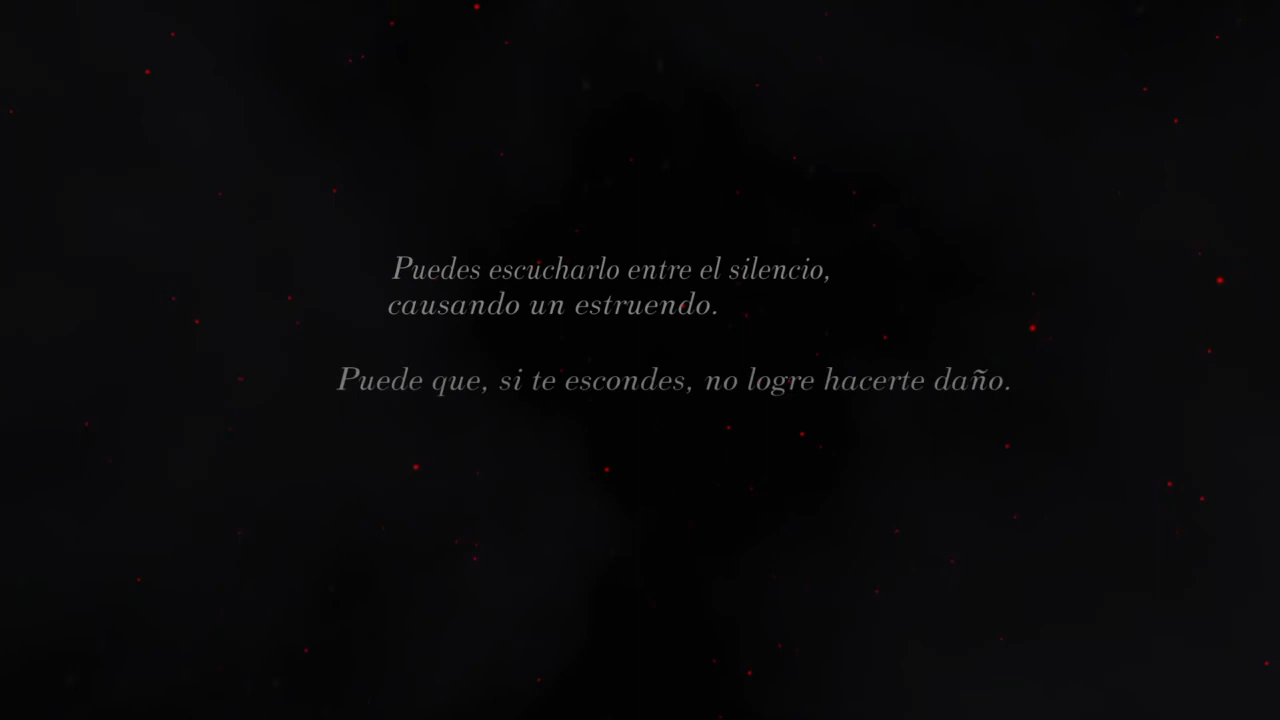 Puedes escucharlo entre el silencio,
causando un estruendo.
Puede que, si te escondes, no logre hacerte daño.